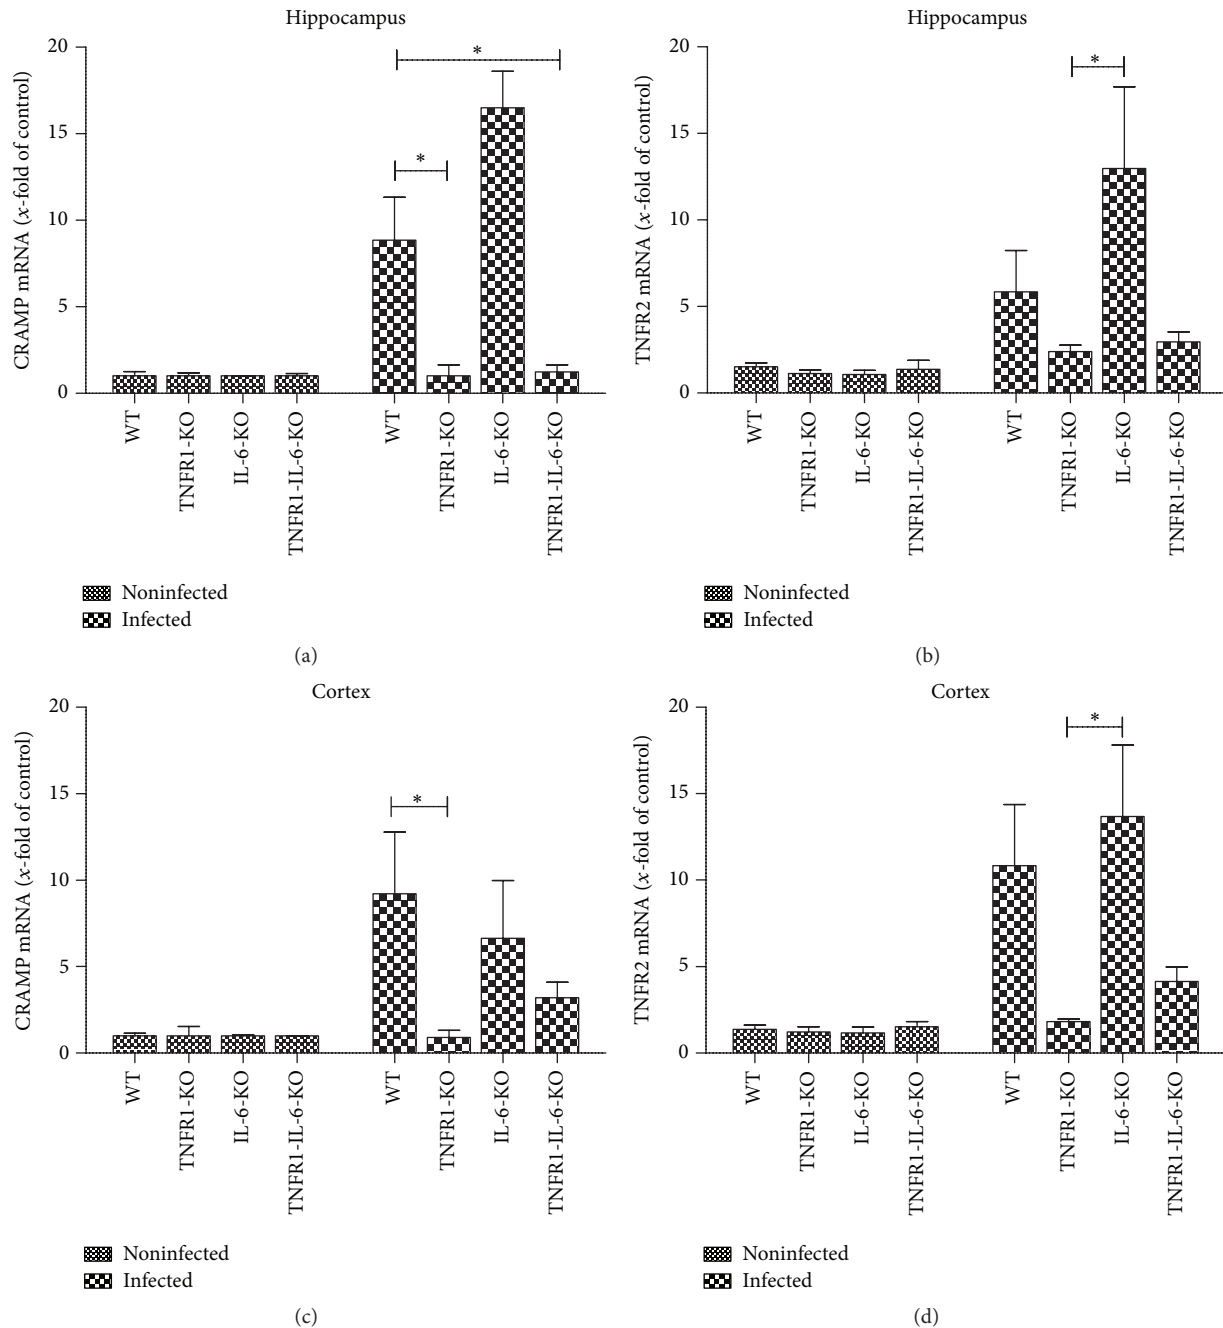 Hippocampus
CRAMP mRNA (x-fold of control)
20
15
10
5
0
*
*
WT
TNFR1-KO
IL-6-KO
TNFR1-IL-6-KO
WT
TNFR1-KO
IL-6-KO
TNFR1-IL-6-KO
Noninfected
Infected
(a)
Hippocampus
TNFR2 mRNA (x-fold of control)
20
15
10
5
0
*
WT
TNFR1-KO
IL-6-KO
TNFR1-IL-6-KO
WT
TNFR1-KO
IL-6-KO
TNFR1-IL-6-KO
Noninfected
Infected
(b)
Cortex
CRAMP mRNA (x-fold of control)
20
15
10
5
0
*
WT
TNFR1-KO
IL-6-KO
TNFR1-IL-6-KO
WT
TNFR1-KO
IL-6-KO
TNFR1-IL-6-KO
Noninfected
Infected
(c)
Cortex
TNFR2 mRNA (x-fold of control)
20
15
10
5
0
*
WT
TNFR1-KO
IL-6-KO
TNFR1-IL-6-KO
WT
TNFR1-KO
IL-6-KO
TNFR1-IL-6-KO
Noninfected
Infected
(d)